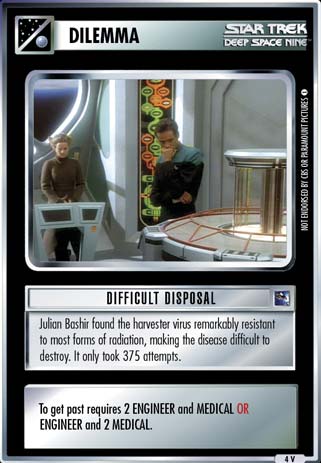 DILEMMA
STAR TREK
DEEP SPACE NINE™
NOT ENDORSED BY CBS OR PARAMOUNT PICTURES
DIFFICULT DISPOSAL
Julian Bashir found the harvester virus remarkably resistant
to most forms of radiation, making the disease difficult to
destroy. It only took 375 attempts.
To get past requires 2 ENGINEER and MEDICAL OR
ENGINEER and 2 MEDICAL.
4 V